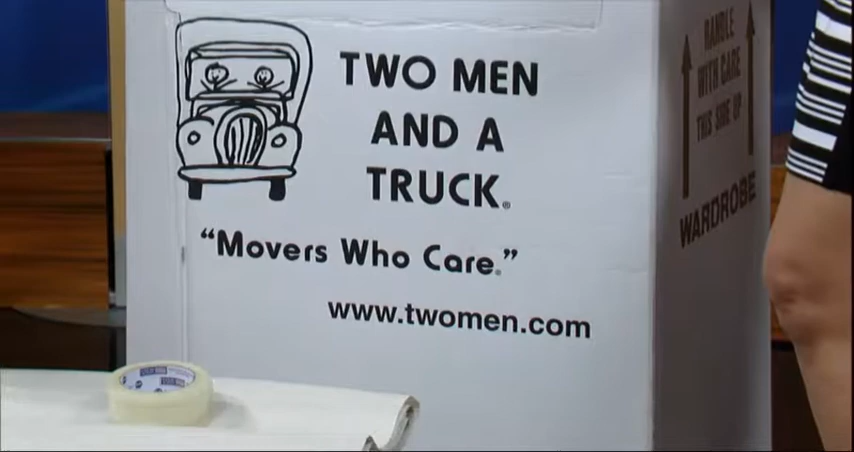 TWO MEN
AND A
TRUCK®
“Movers Who Care®”
www.twomen.com
HANDLE
WITH CARE
THIS SIDE UP
WARDROBE